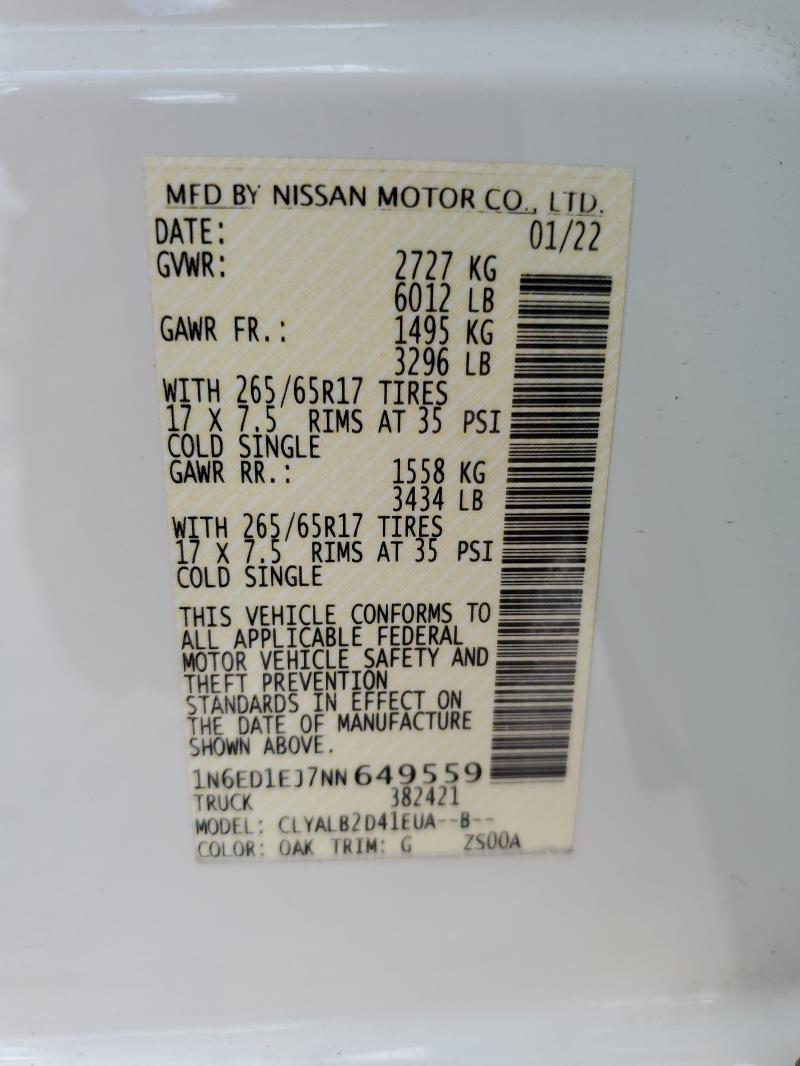 MFD BY NISSAN MOTOR CO., LTD.
DATE: 01/22
GVWR: 2727 KG
6012 LB
GAWR FR.: 1495 KG
3296 LB
WITH 265/65R17 TIRES
17 X 7.5 RIMS AT 35 PSI
COLD SINGLE
GAWR RR.: 1558 KG
3434 LB
WITH 265/65R17 TIRES
17 X 7.5 RIMS AT 35 PSI
COLD SINGLE
THIS VEHICLE CONFORMS TO
ALL APPLICABLE FEDERAL
MOTOR VEHICLE SAFETY AND
THEFT PREVENTION
STANDARDS IN EFFECT ON
THE DATE OF MANUFACTURE
SHOWN ABOVE.
1N6ED1EJ7NN649559
TRUCK 382421
MODEL: CLYALB2D41EUA--B--
COLOR: QAK TRIM: G ZS00A